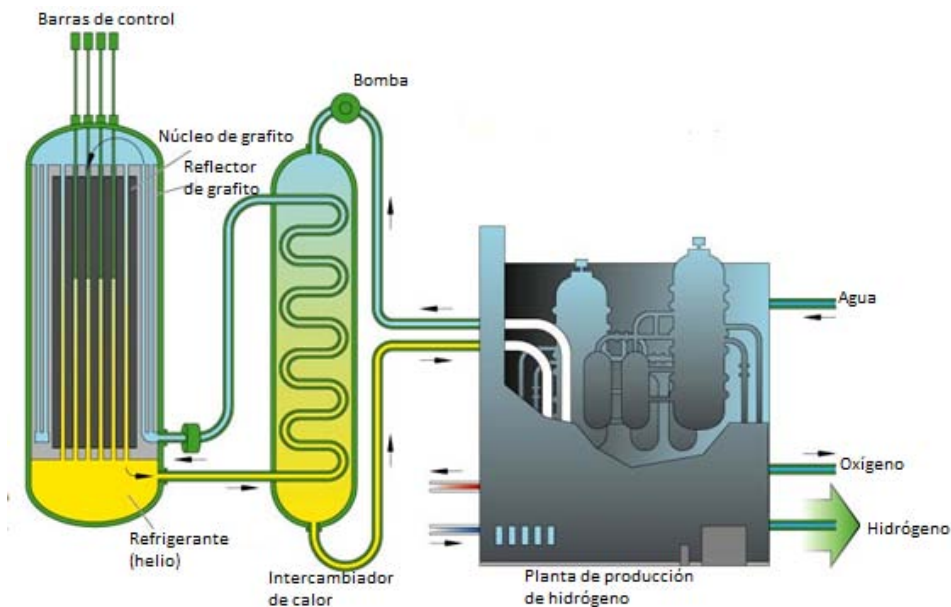 Barras de control
Bomba
Núcleo de grafito
Reflector
de grafito
Agua
Oxígeno
Hidrógeno
Refrigerante
(helio)
Intercambiador
de calor
Planta de producción
de hidrógeno